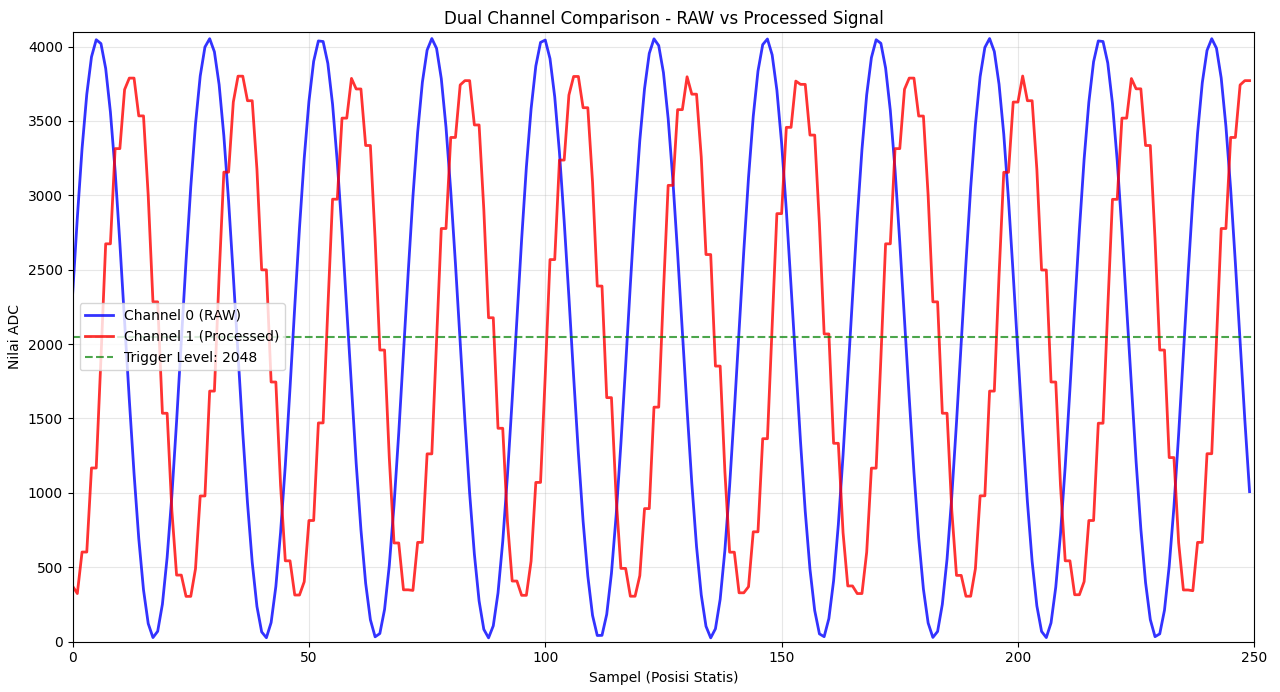 Dual Channel Comparison - RAW vs Processed Signal
Nilai ADC
4000
3500
3000
2500
2000
1500
1000
500
0
Channel 0 (RAW)
Channel 1 (Processed)
Trigger Level: 2048
0 50 100 150 200 250
Sampel (Posisi Statis)